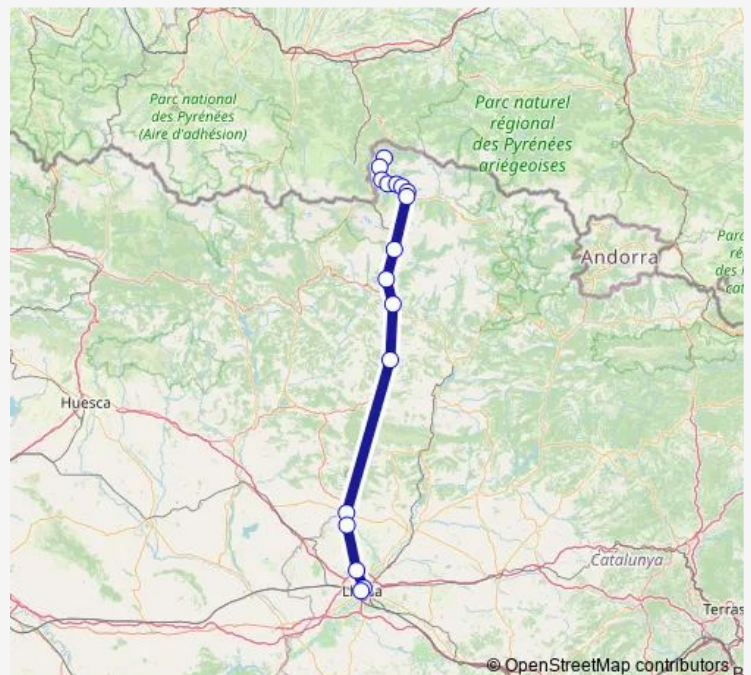 Parc national
des Pyrénées
(Aire d'adhésion)
Parc naturel
régional
des Pyrénées
ariégeoises
Andorra
Huesca
Catalunya
© OpenStreetMap contributors